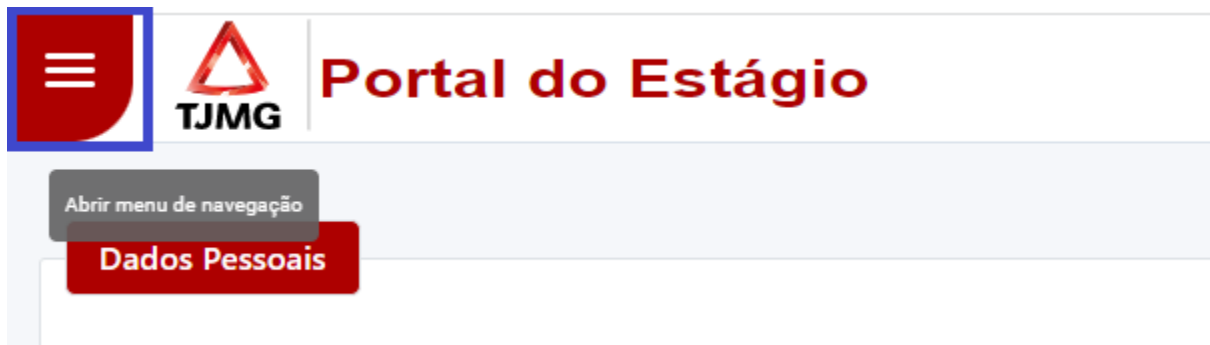 TJMG
Portal do Estágio
Abrir menu de navegação
Dados Pessoais